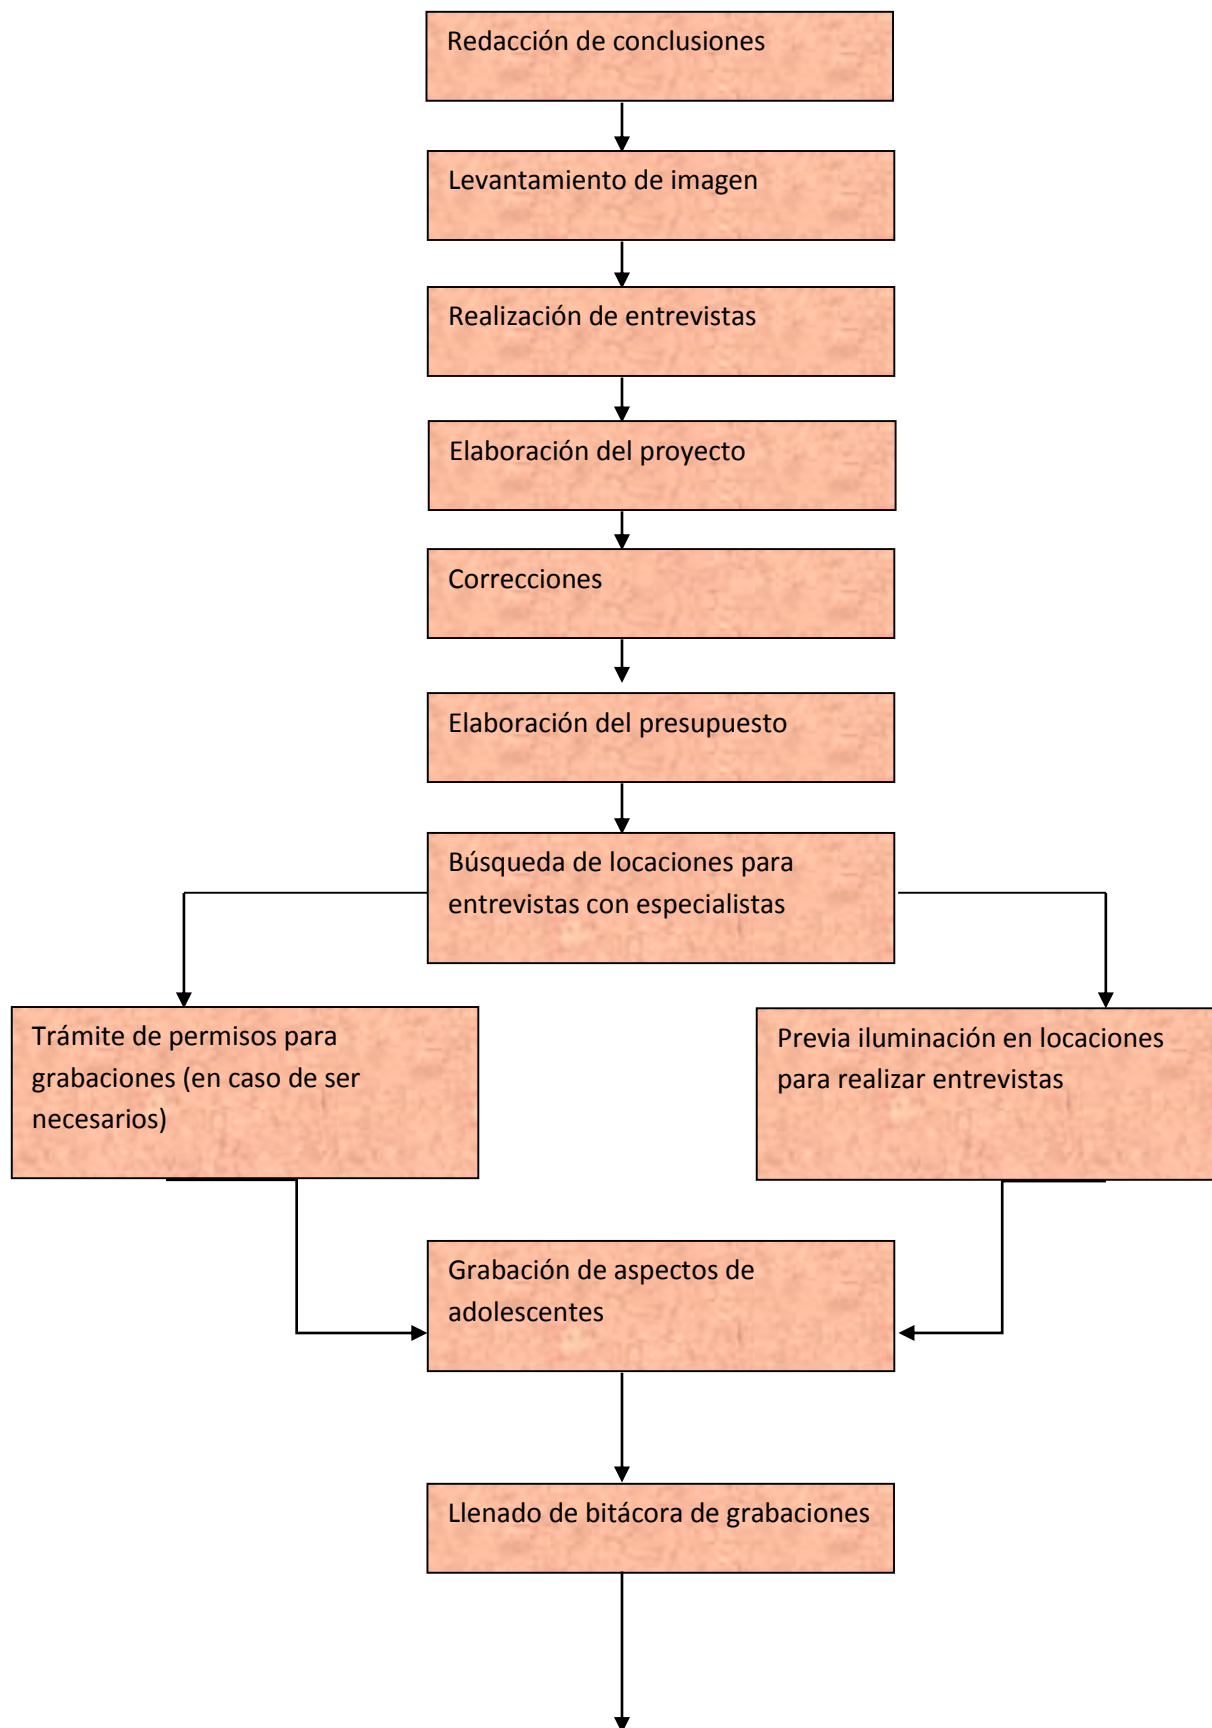 Redacción de conclusiones
Levantamiento de imagen
Realización de entrevistas
Elaboración del proyecto
Correcciones
Elaboración del presupuesto
Búsqueda de locaciones para
entrevistas con especialistas
Trámite de permisos para
grabaciones (en caso de ser
necesarios)
Previa iluminación en locaciones
para realizar entrevistas
Grabación de aspectos de
adolescentes
Llenado de bitácora de grabaciones